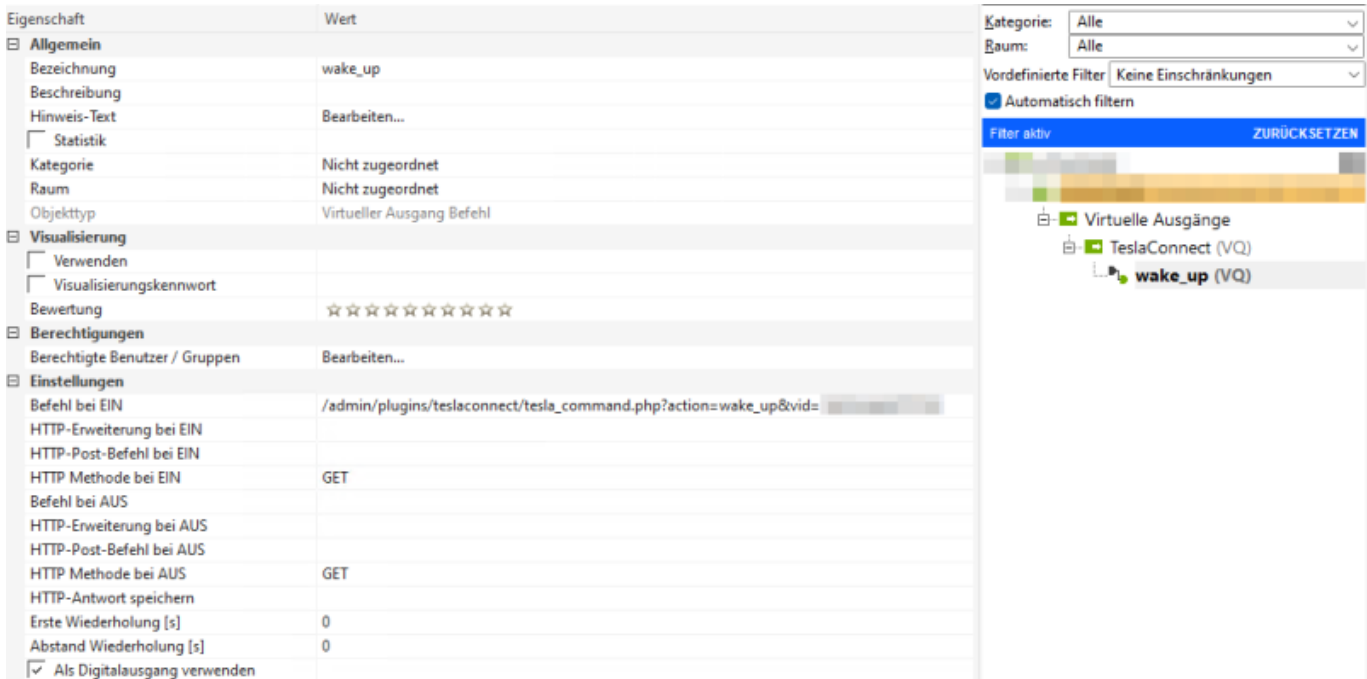 Eigenschaft Wert
Allgemein
Bezeichnung wake_up
Beschreibung
Hinweis-Text Bearbeiten...
Statistik
Kategorie Nicht zugeordnet
Raum Nicht zugeordnet
Objekttyp Virtueller Ausgang Befehl
Visualisierung
Verwenden
Visualisierungskennwort
Bewertung
Berechtigungen
Berechtigte Benutzer / Gruppen Bearbeiten...
Einstellungen
Befehl bei EIN /admin/plugins/teslaconnect/tesla_command.php?action=wake_up&vid=
HTTP-Erweiterung bei EIN
HTTP-Post-Befehl bei EIN
HTTP Methode bei EIN GET
Befehl bei AUS
HTTP-Erweiterung bei AUS
HTTP-Post-Befehl bei AUS
HTTP Methode bei AUS GET
HTTP-Antwort speichern
Erste Wiederholung [s] 0
Abstand Wiederholung [s] 0
Als Digitalausgang verwenden
Kategorie: Alle
Raum: Alle
Vordefinierte Filter Keine Einschränkungen
Automatisch filtern
Filter aktiv ZURÜCKSETZEN
Virtuelle Ausgänge
TeslaConnect (VQ)
wake_up (VQ)